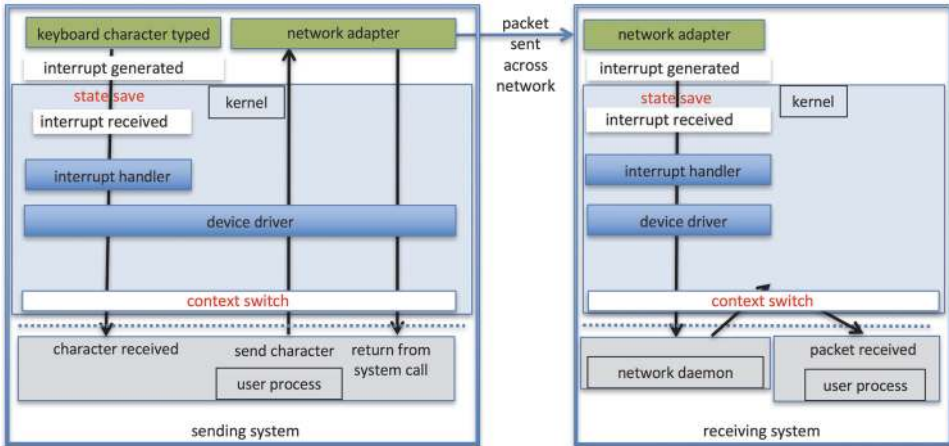 keyboard character typed
network adapter
interrupt generated
state save
kernel
interrupt received
interrupt handler
device driver
context switch
character received
send character
return from
system call
user process
sending system
packet
sent
across
network
network adapter
interrupt generated
state save
kernel
interrupt received
interrupt handler
device driver
context switch
network daemon
packet received
user process
receiving system